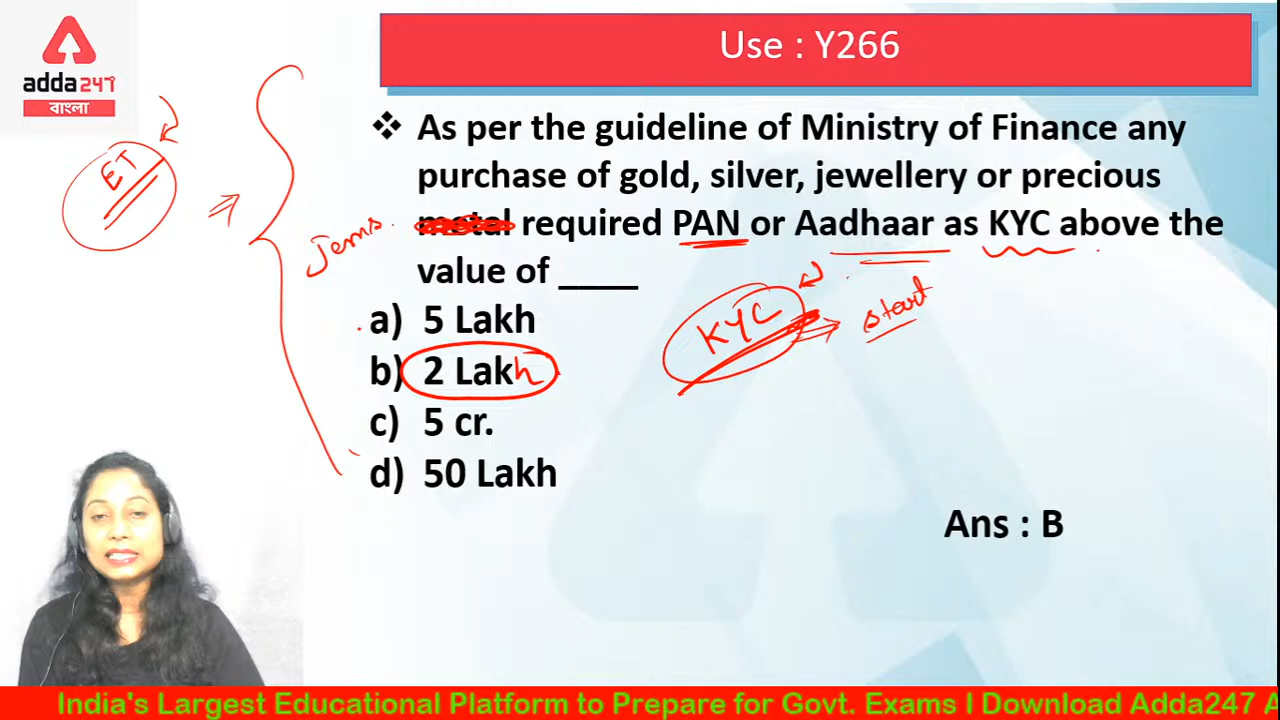 Use : Y266
adda247
বাংলা
ET
❖ As per the guideline of Ministry of Finance any
purchase of gold, silver, jewellery or precious
Jems. metal required PAN or Aadhaar as KYC above the
value of ____
KYC start
a) 5 Lakh
b) 2 Lakh
c) 5 cr.
d) 50 Lakh
Ans : B
India's Largest Educational Platform to Prepare for Govt. Exams I Download Adda247 A